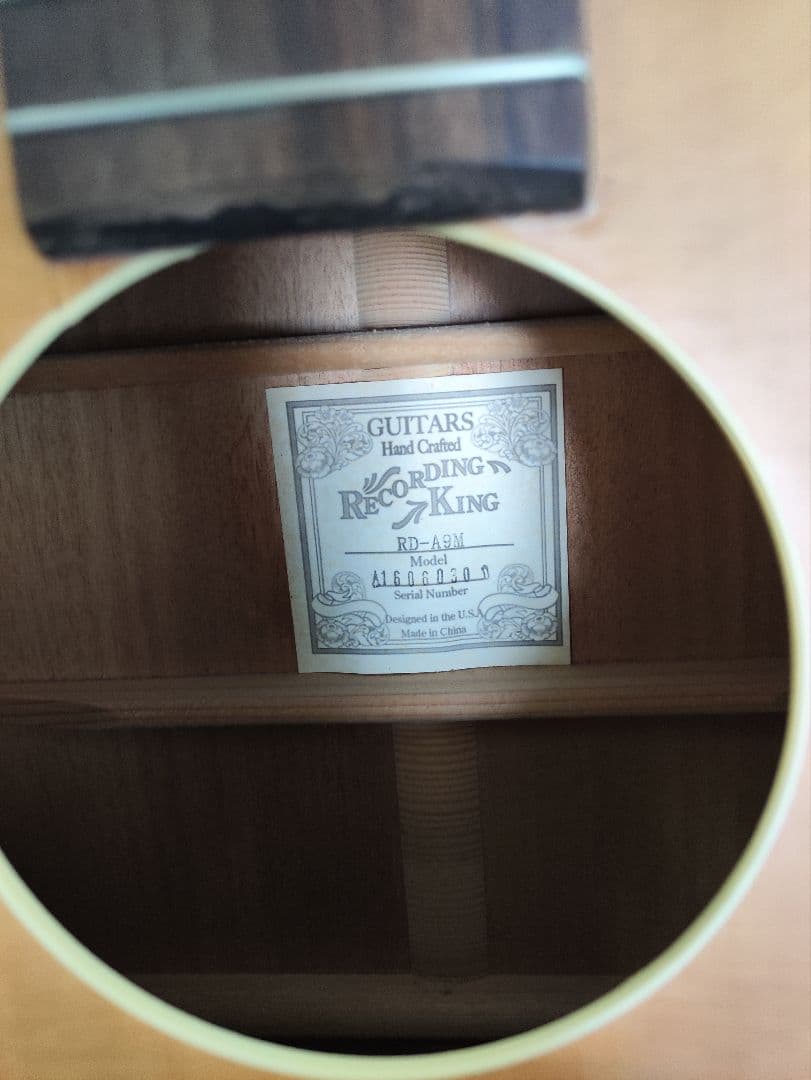 GUITARS
Hand Crafted
RECORDING
KING
RD-A9M
Model
Serial Number
Designed in the U.S.A
Made in China